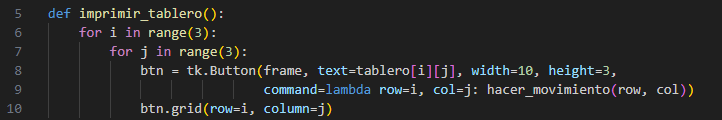 5 def imprimir_tablero():
6     for i in range(3):
7         for j in range(3):
8             btn = tk.Button(frame, text=tablero[i][j], width=10, height=3,
9                             command=lambda row=i, col=j: hacer_movimiento(row, col))
10             btn.grid(row=i, column=j)